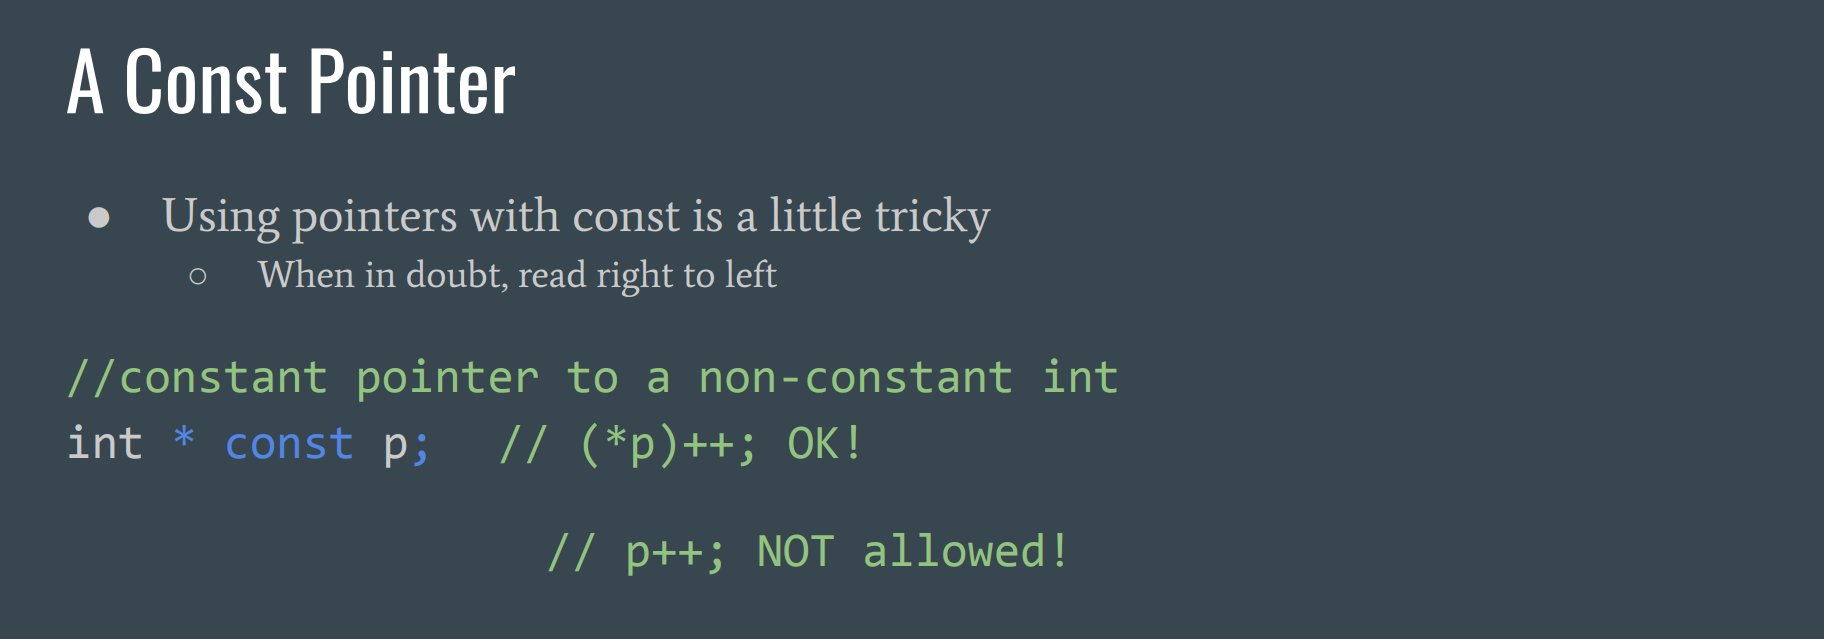 A Const Pointer
● Using pointers with const is a little tricky
○ When in doubt, read right to left
//constant pointer to a non-constant int
int * const p; // (*p)++; OK!
// p++; NOT allowed!